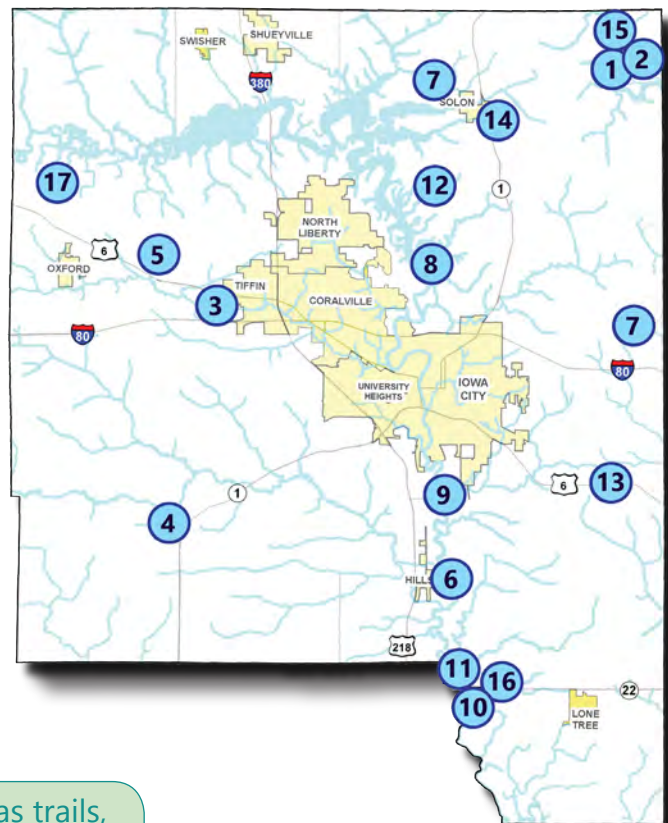 15
SHUEYVILLE
SWISHER
1
2
7
380
SOLON
14
17
12
1
NORTH
LIBERTY
6
5
8
OXFORD
TIFFIN
3
CORALVILLE
7
80
80
UNIVERSITY
HEIGHTS
IOWA
CITY
9
6
13
1
4
6
HILLS
218
11
16
22
10
LONE
TREE
as trails,